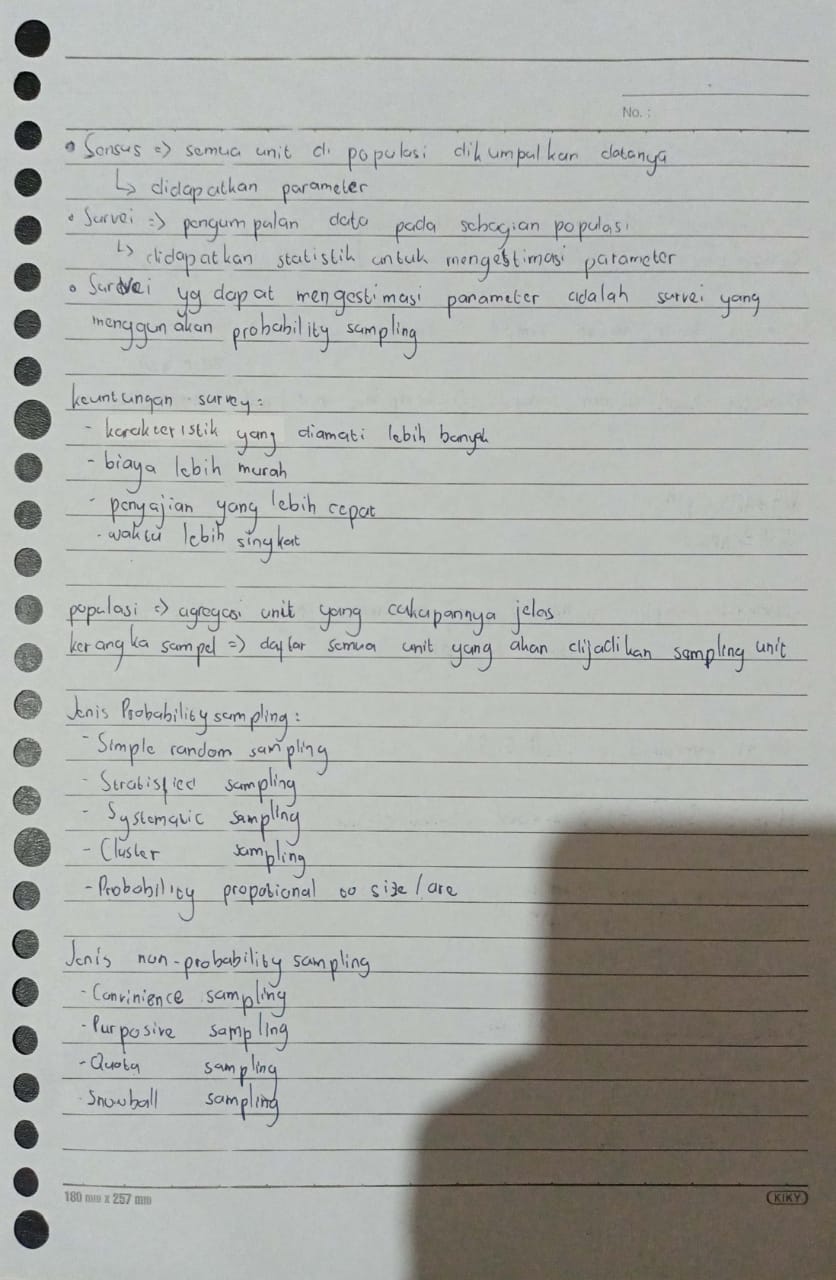 No. :
• Sensus => semua unit di populasi dikumpulkan datanya
↳ didapatkan parameter
• Survei => pengumpulan data pada sebagian populasi
↳ didapatkan statistik untuk mengestimasi parameter
• Survei yg dapat mengestimasi parameter adalah survei yang
menggunakan probability sampling
keuntungan survey:
- karakteristik yang diamati lebih banyak
- biaya lebih murah
- penyajian yang lebih cepat
- waktu lebih singkat
populasi => agregasi unit yang cakupannya jelas
kerangka sampel => daftar semua unit yang akan dijadikan sampling unit
Jenis Probability sampling:
- Simple random sampling
- Stratisfied sampling
- Systematic sampling
- Cluster sampling
- Probability propotional to size / are
Jenis non-probability sampling
- Convinience sampling
- Purposive sampling
- Quota sampling
- Snowball sampling
180 mm x 257 mm
KIKY